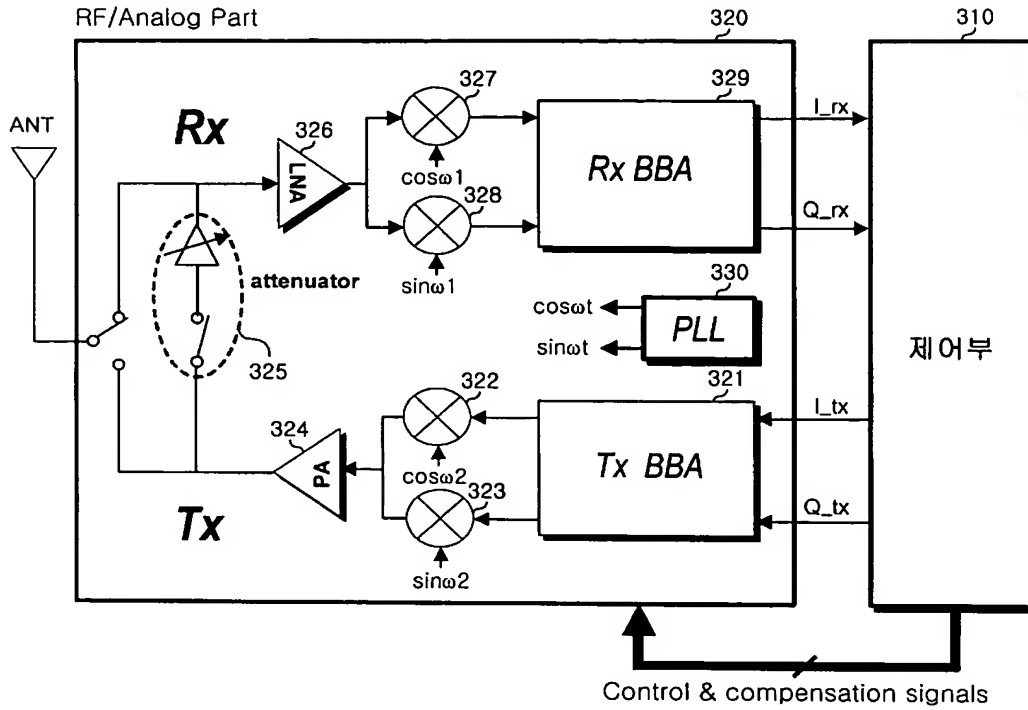 RF/Analog Part
320
310
ANT
Rx
326
LNA
327
cosω1
328
sinω1
329
Rx BBA
I_rx
Q_rx
attenuator
325
330
cosωt
sinωt
PLL
제어부
324
PA
Tx
322
cosω2
323
sinω2
321
Tx BBA
I_tx
Q_tx
Control & compensation signals